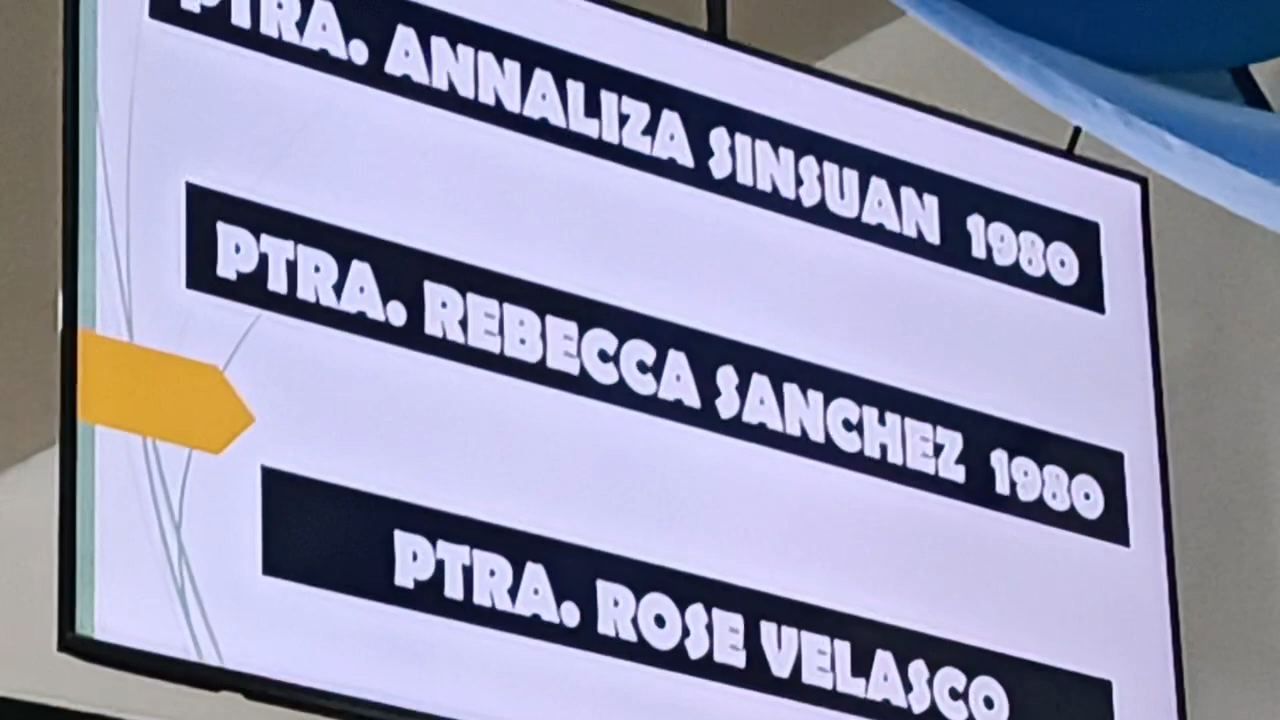 PTRA. ANNALIZA SINSUAN 1980
PTRA. REBECCA SANCHEZ 1980
PTRA. ROSE VELASCO